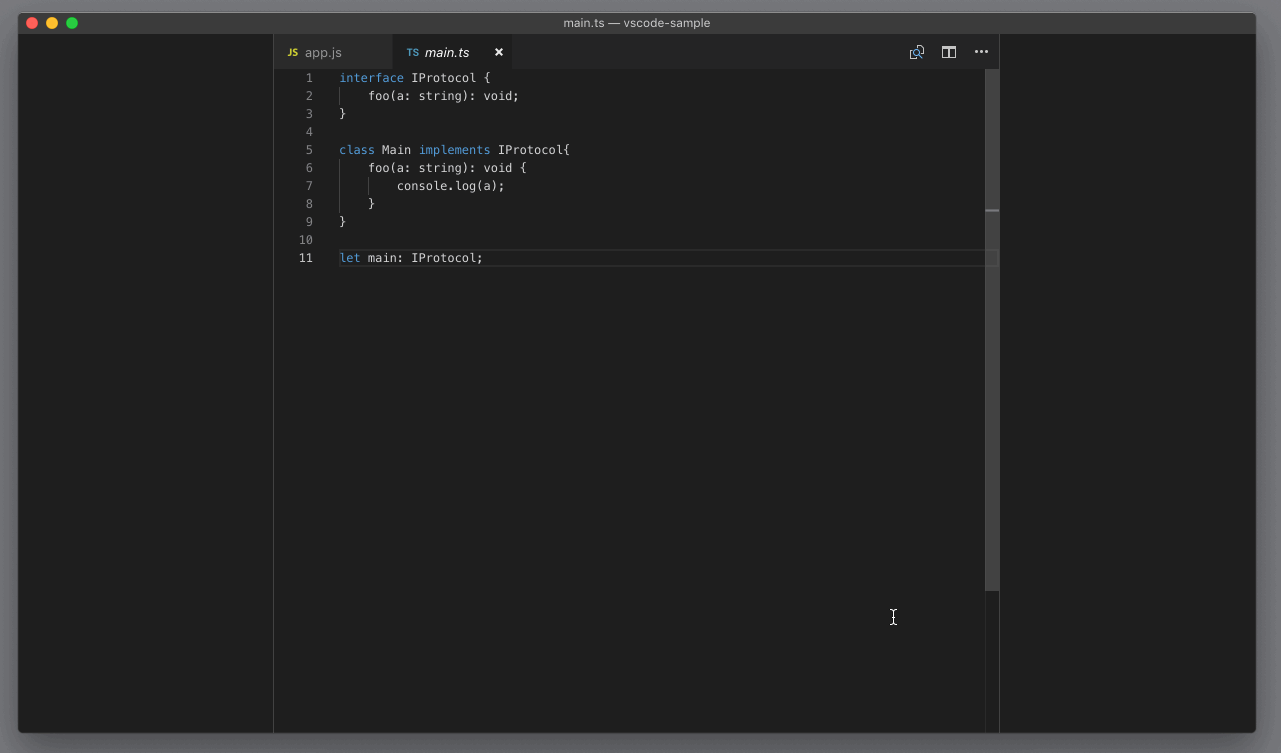 main.ts — vscode-sample
JS app.js TS main.ts
1 interface IProtocol {
2     foo(a: string): void;
3 }
4
5 class Main implements IProtocol{
6     foo(a: string): void {
7         console.log(a);
8     }
9 }
10
11 let main: IProtocol;